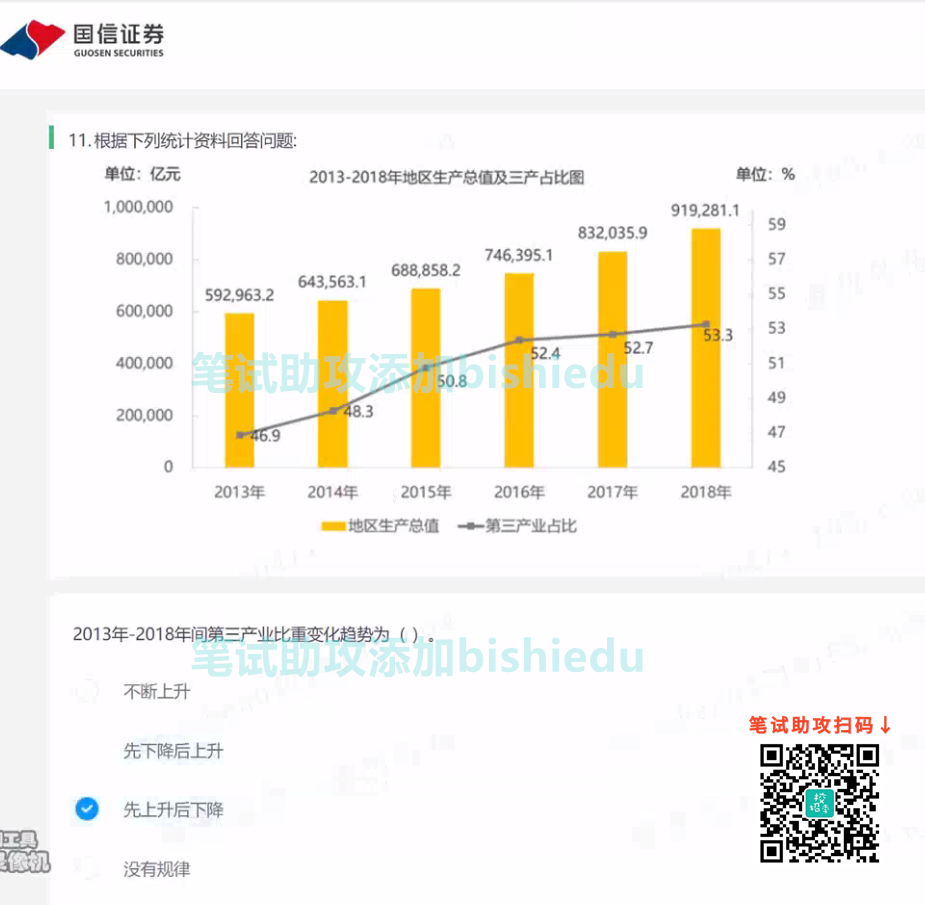 国信证券
GUOSEN SECURITIES
11.根据下列统计资料回答问题:
单位：亿元
2013-2018年地区生产总值及三产占比图
单位：%
1,000,000
800,000
600,000
400,000
200,000
0
592,963.2
643,563.1
688,858.2
746,395.1
832,035.9
919,281.1
46.9
48.3
50.8
52.4
52.7
53.3
59
57
55
53
51
49
47
45
2013年
2014年
2015年
2016年
2017年
2018年
地区生产总值
第三产业占比
笔试助攻添加bishiedu
2013年-2018年间第三产业比重变化趋势为（ ）。
笔试助攻添加bishiedu
不断上升
先下降后上升
先上升后下降
没有规律
笔试助攻扫码↓
工具
像机